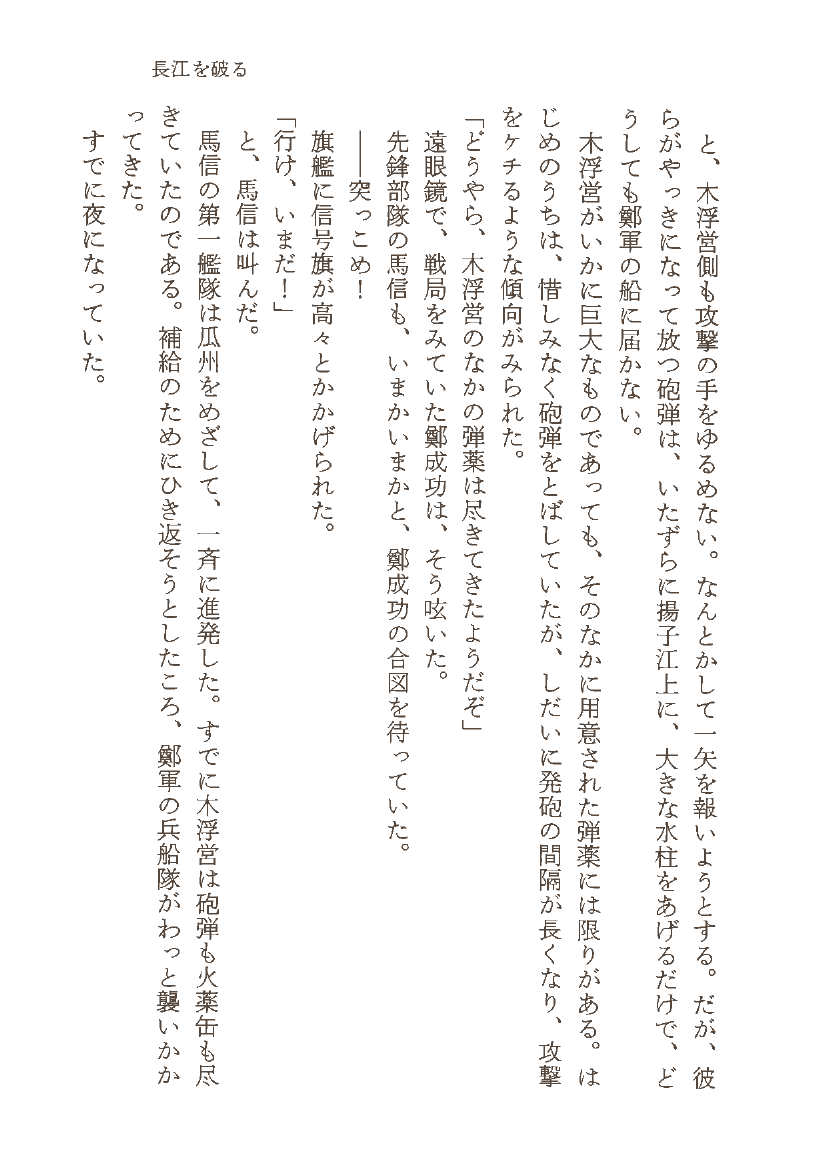 長江を破る
と、木浮営側も攻撃の手をゆるめない。なんとかして一矢を報いようとする。だが、彼
らがやっきになって放つ砲弾は、いたずらに揚子江上に、大きな水柱をあげるだけで、ど
うしても鄭軍の船に届かない。
木浮営がいかに巨大なものであっても、そのなかに用意された弾薬には限りがある。は
じめのうちは、惜しみなく砲弾をとばしていたが、しだいに発砲の間隔が長くなり、攻撃
をケチるような傾向がみられた。
「どうやら、木浮営のなかの弾薬は尽きてきたようだぞ」
遠眼鏡で、戦局をみていた鄭成功は、そう呟いた。
先鋒部隊の馬信も、いまかいまかと、鄭成功の合図を待っていた。
――突っこめ！
旗艦に信号旗が高々とかかげられた。
「行け、いまだ！」
と、馬信は叫んだ。
馬信の第一艦隊は瓜州をめざして、一斉に進発した。すでに木浮営は砲弾も火薬缶も尽
きていたのである。補給のためにひき返そうとしたころ、鄭軍の兵船隊がわっと襲いかか
ってきた。
すでに夜になっていた。